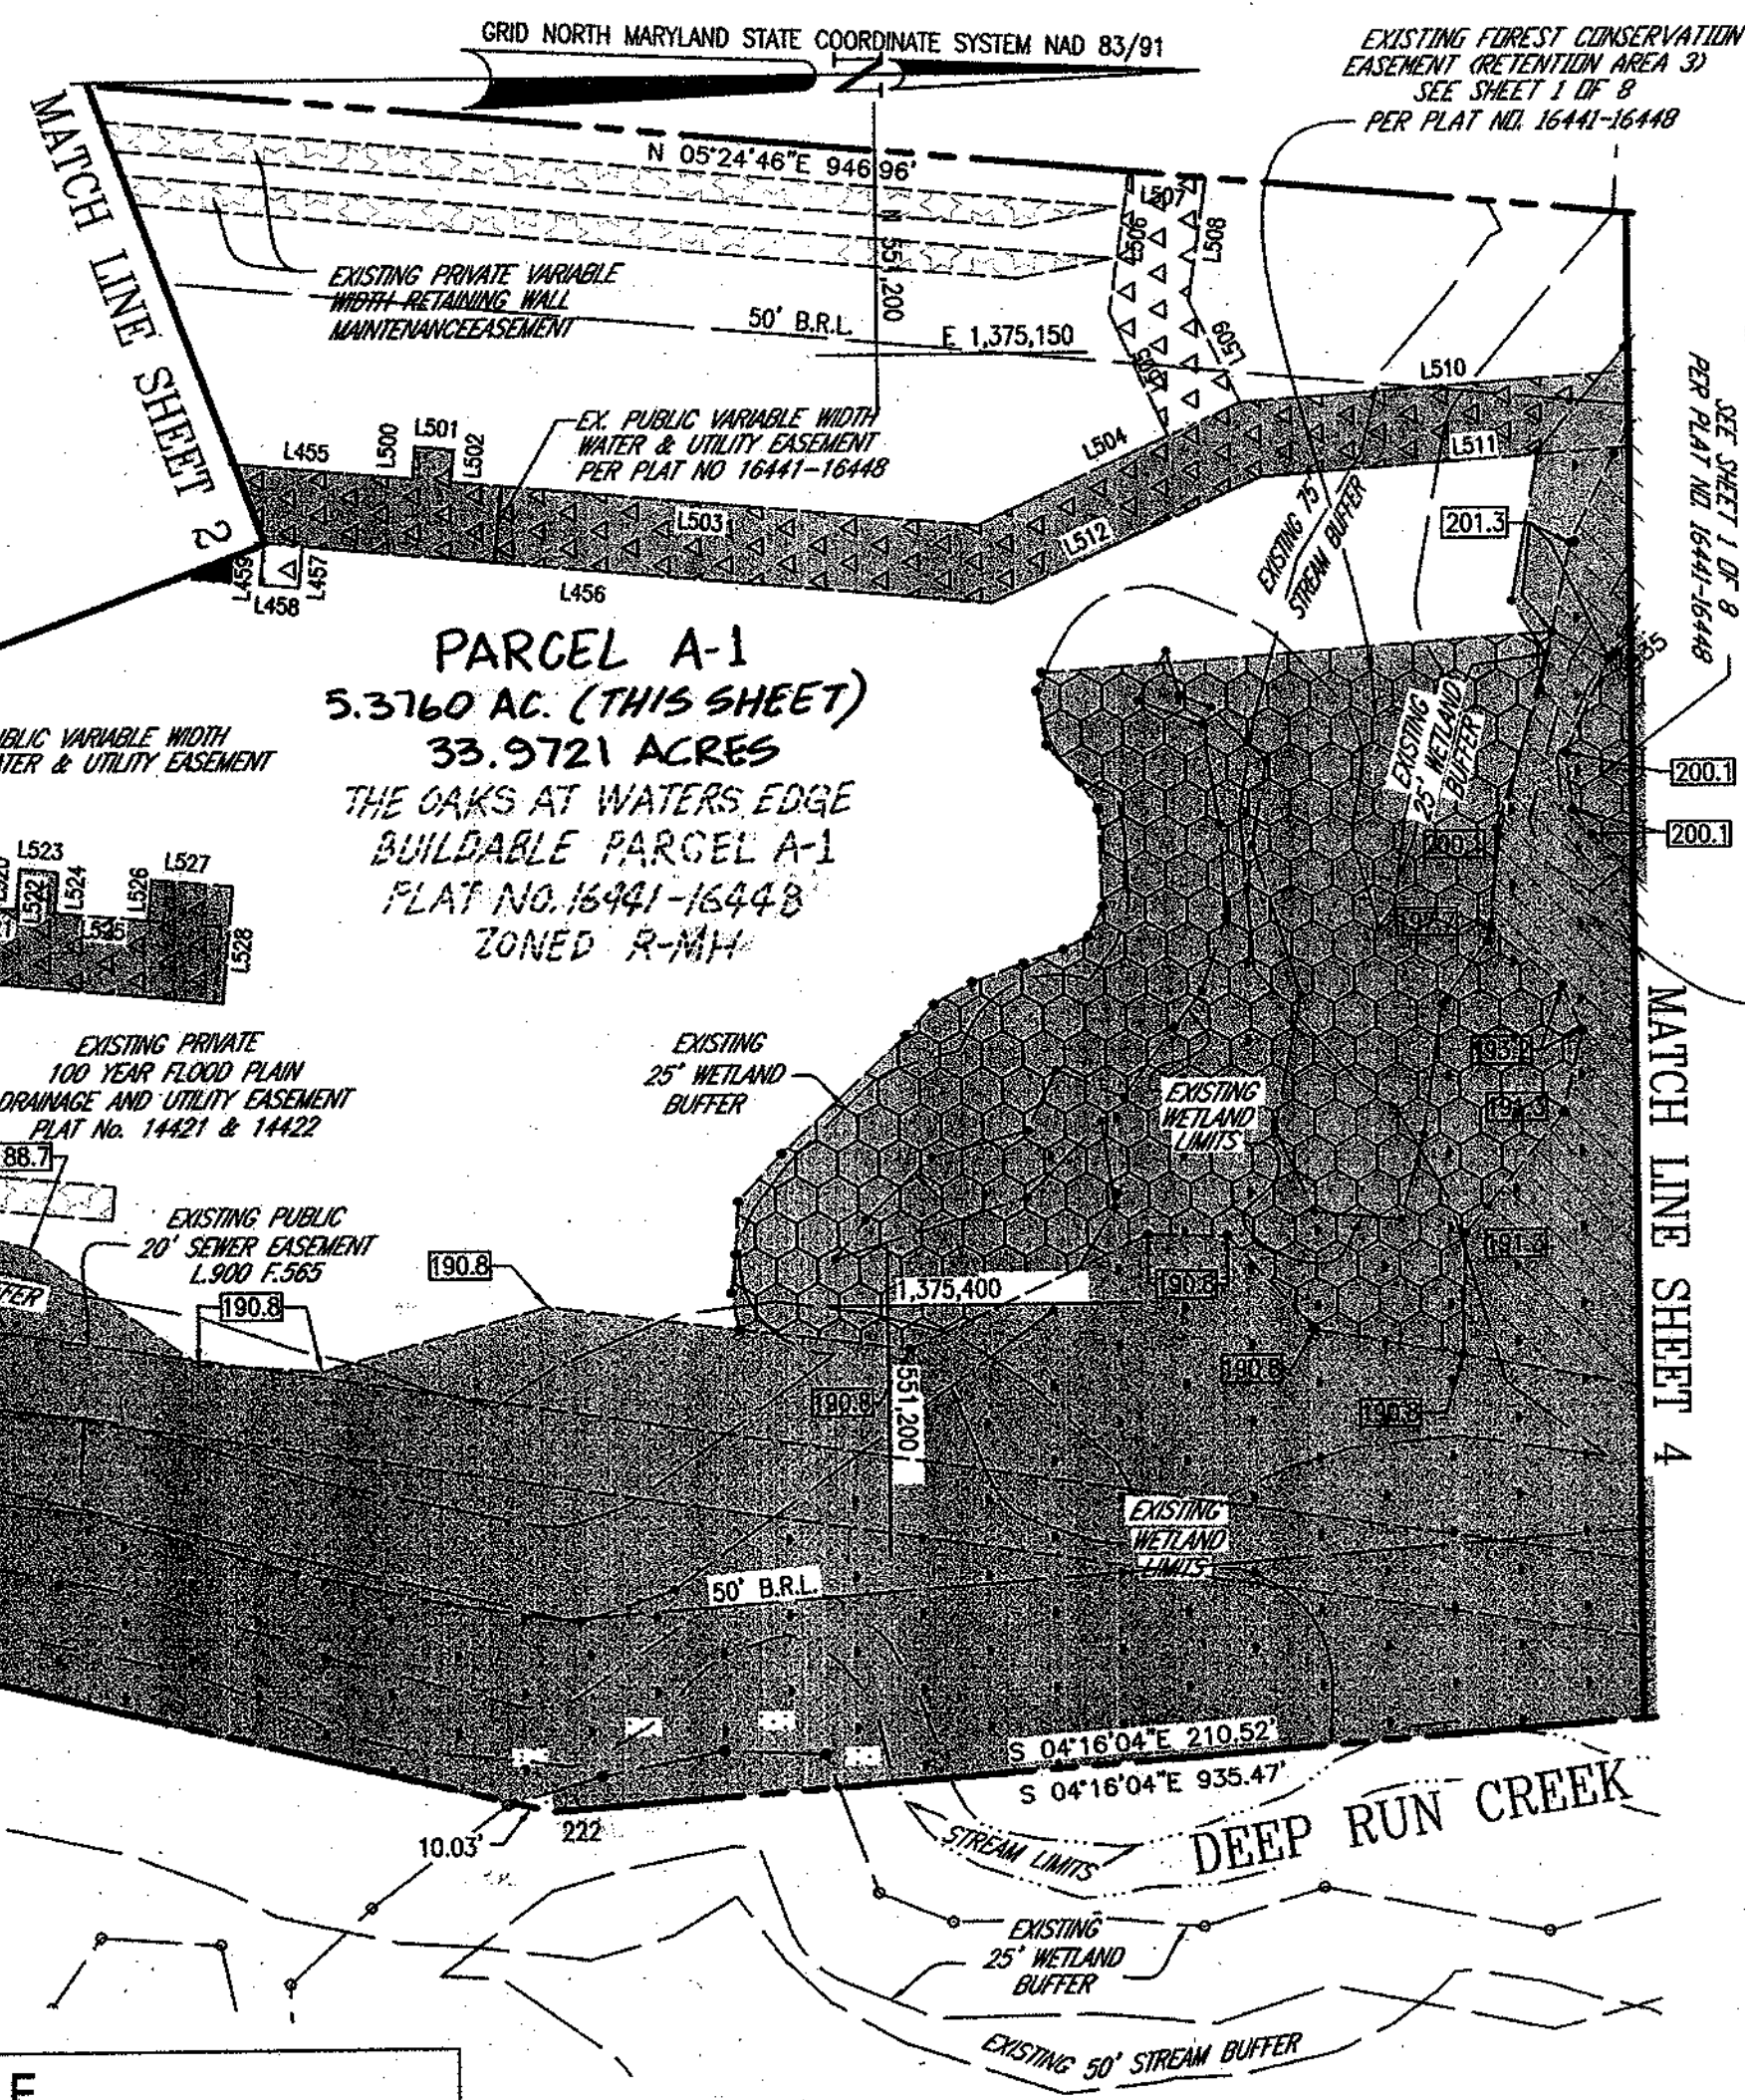 GRID NORTH MARYLAND STATE COORDINATE SYSTEM NAD 83/91
EXISTING FOREST CONSERVATION
EASEMENT (RETENTION AREA 3)
SEE SHEET 1 OF 8
PER PLAT NO. 16441-16448
MATCH LINE SHEET 2
N 05°24'46"E 946.96'
N 551,200
L507
L506
L508
EXISTING PRIVATE VARIABLE
WIDTH RETAINING WALL
MAINTENANCEEASEMENT
50' B.R.L.
E 1,375,150
L505
L509
L510
SEE SHEET 1 OF 8
PER PLAT NO. 16441-16448
EX. PUBLIC VARIABLE WIDTH
WATER & UTILITY EASEMENT
PER PLAT NO 16441-16448
L455
L500
L501
L502
L504
L511
L503
L512
EXISTING 75'
STREAM BUFFER
201.3
L459
L458
L457
L456
PARCEL A-1
5.3760 AC. (THIS SHEET)
33.9721 ACRES
THE OAKS AT WATERS EDGE
BUILDABLE PARCEL A-1
PLAT NO. 16441-16448
ZONED R-MH
BLIC VARIABLE WIDTH
TER & UTILITY EASEMENT
EXISTING
25' WETLAND
BUFFER
200.1
200.1
200.1
L523
L522
L524
L525
L526
L527
L528
EXISTING PRIVATE
100 YEAR FLOOD PLAIN
DRAINAGE AND UTILITY EASEMENT
PLAT No. 14421 & 14422
88.7
EXISTING
25' WETLAND
BUFFER
EXISTING
WETLAND
LIMITS
193.2
191.3
191.3
MATCH LINE SHEET 4
EXISTING PUBLIC
20' SEWER EASEMENT
L.900 F.565
FER
190.8
190.8
1,375,400
190.8
190.8
190.8
190.8
551,200
EXISTING
WETLAND
LIMITS
50' B.R.L.
S 04°16'04"E 210.52'
S 04°16'04"E 935.47'
10.03'
222
STREAM LIMITS
DEEP RUN CREEK
EXISTING
25' WETLAND
BUFFER
EXISTING 50' STREAM BUFFER
E